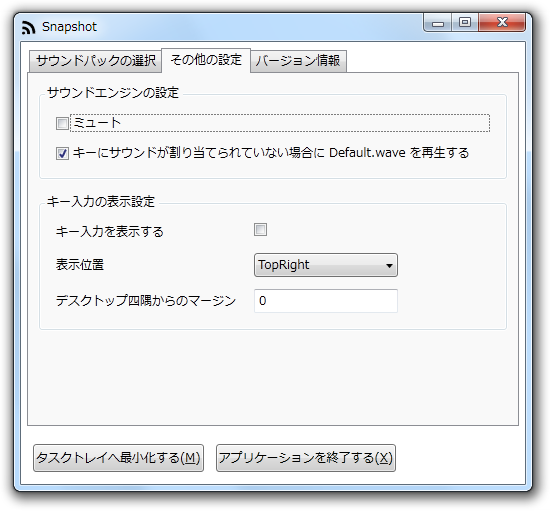 Snapshot
サウンドパックの選択 その他の設定 バージョン情報
サウンドエンジンの設定
ミュート
キーにサウンドが割り当てられていない場合に Default.wave を再生する
キー入力の表示設定
キー入力を表示する
表示位置 TopRight
デスクトップ四隅からのマージン 0
タスクトレイへ最小化する(M) アプリケーションを終了する(X)